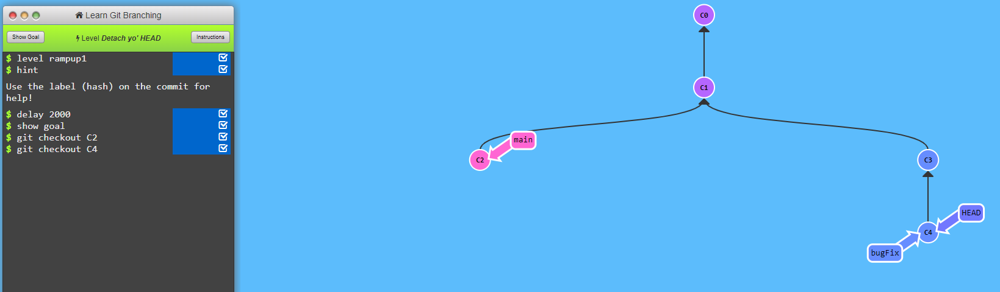 Learn Git Branching
Show Goal
Level Detach yo' HEAD
Instructions
$ level rampup1
$ hint
Use the label (hash) on the commit for
help!
$ delay 2000
$ show goal
$ git checkout C2
$ git checkout C4
C0
C1
main
C2
C3
HEAD
C4
bugFix